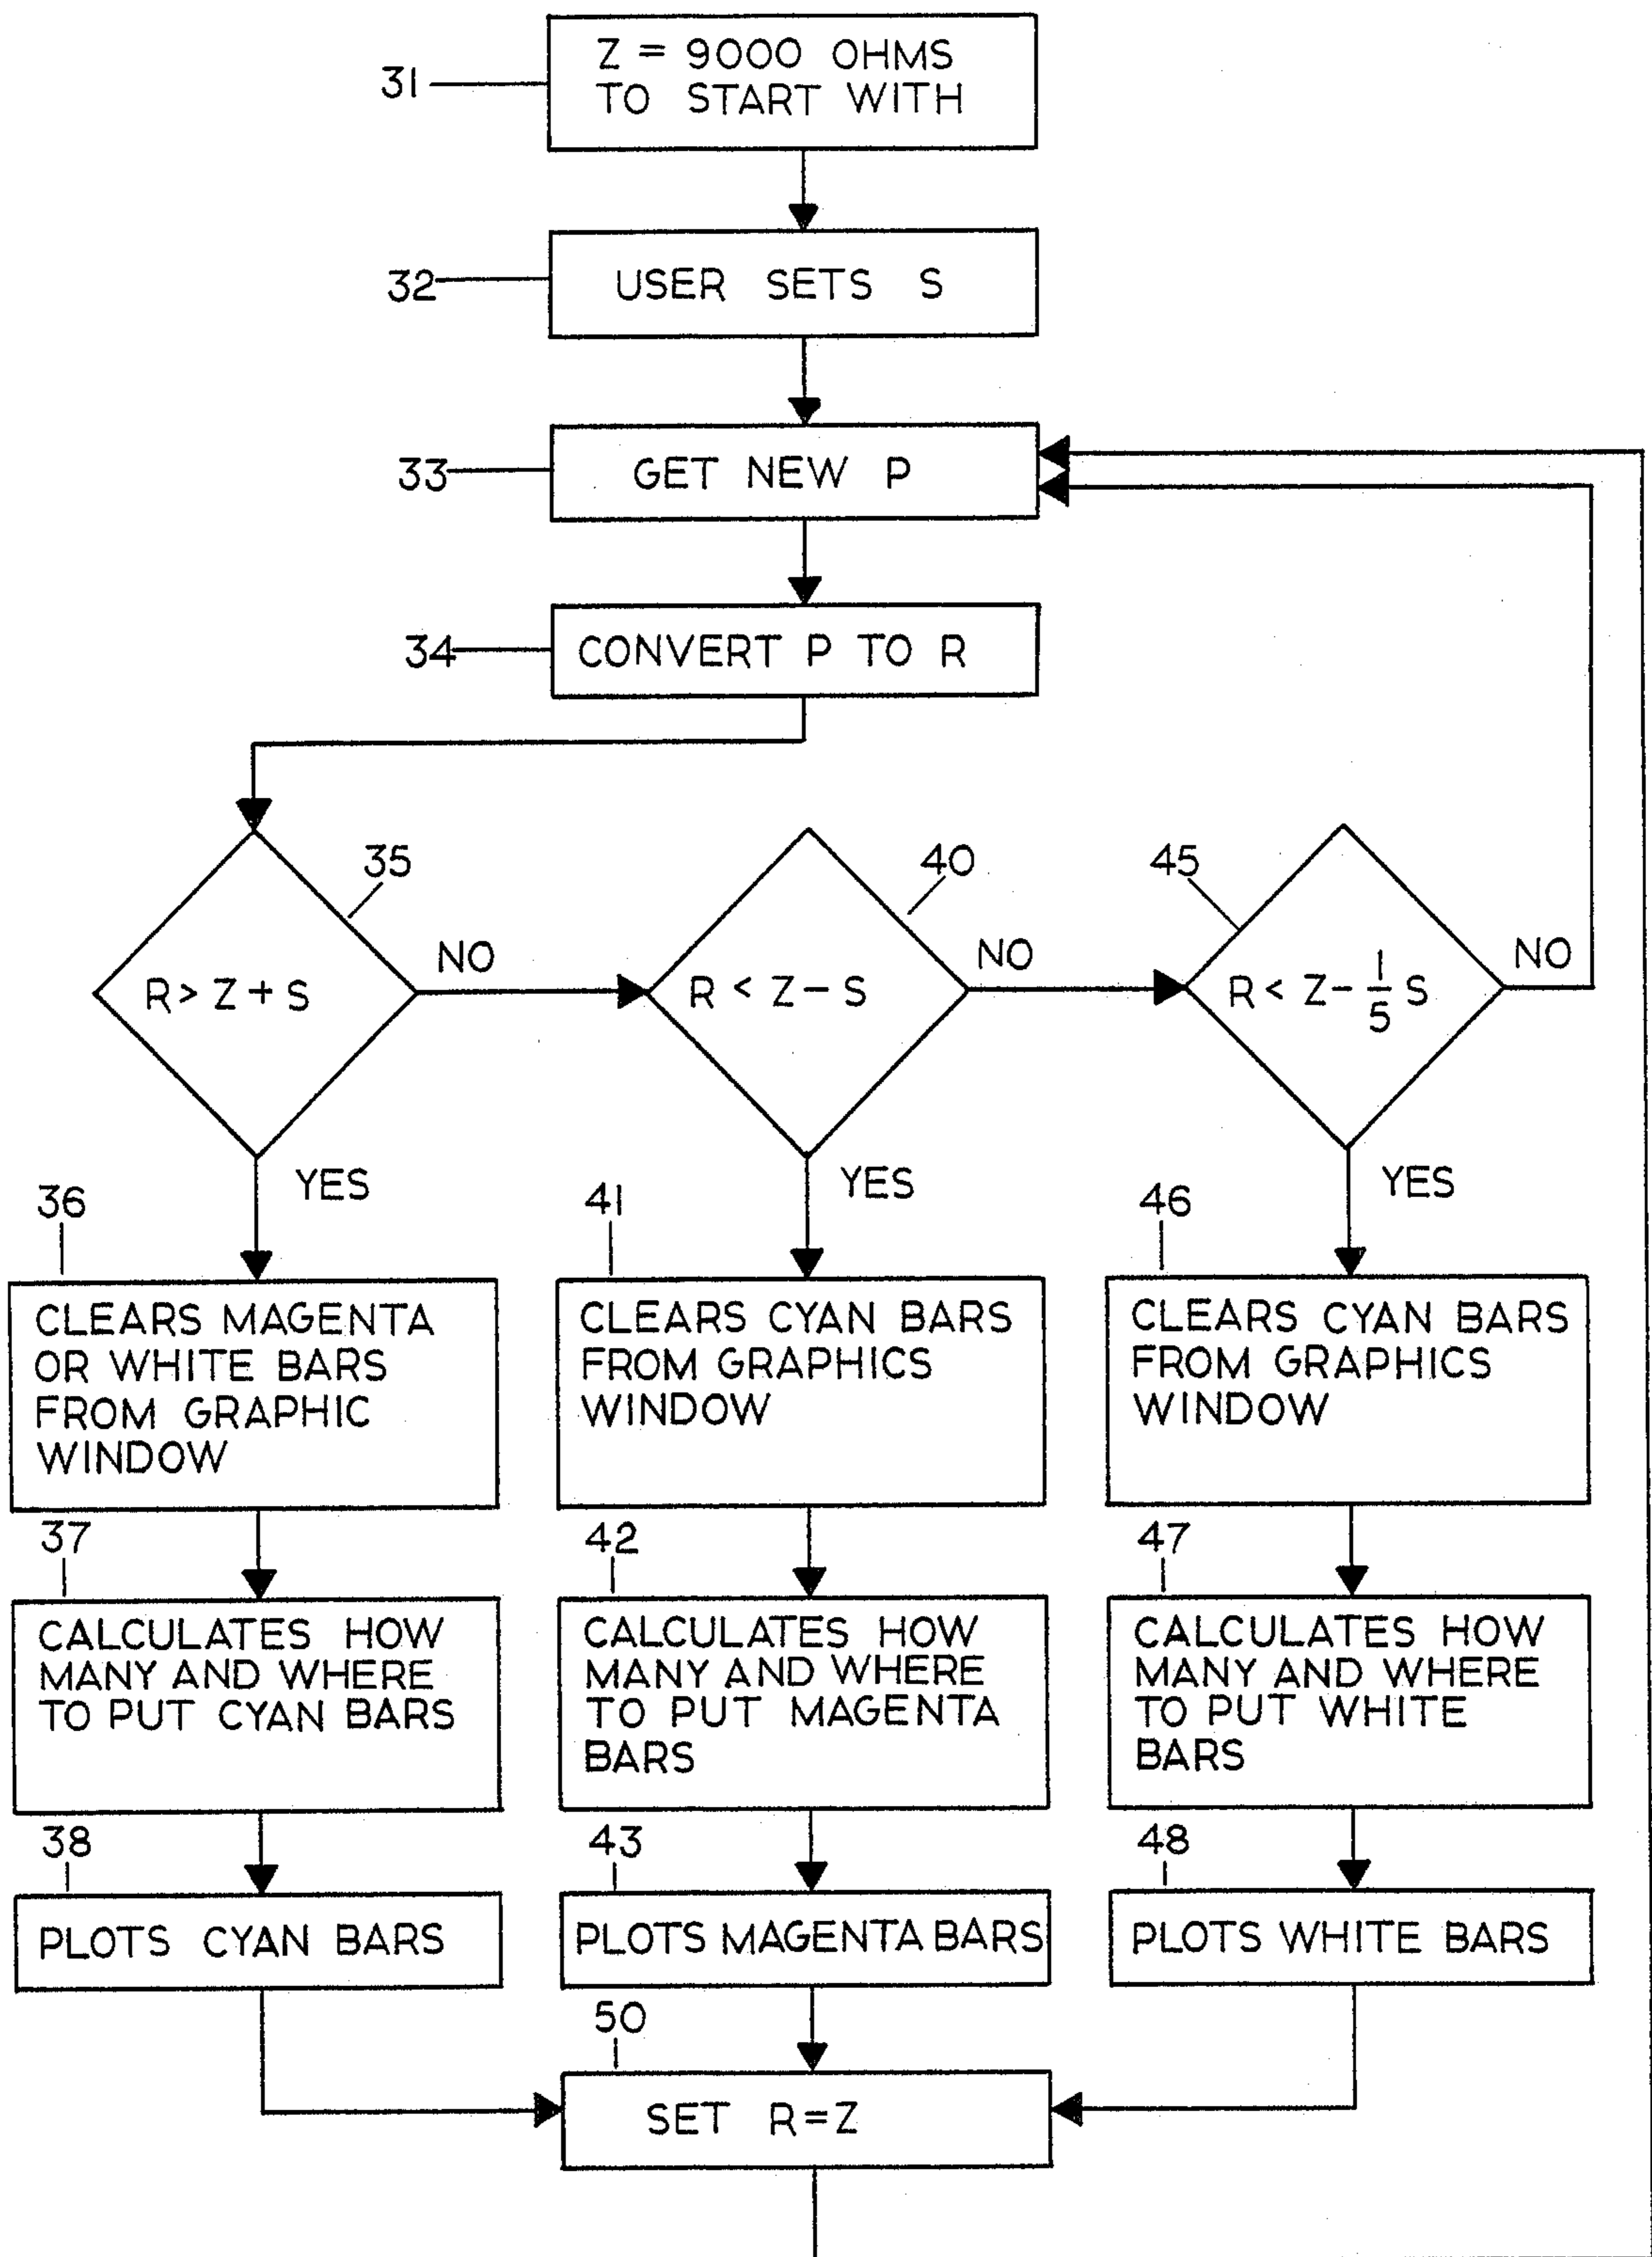 31
Z = 9000 OHMS
TO START WITH
32
USER SETS S
33
GET NEW P
34
CONVERT P TO R
35
R > Z + S
NO
YES
40
R < Z - S
NO
YES
45
R < Z - 1/5 S
NO
YES
36
CLEARS MAGENTA
OR WHITE BARS
FROM GRAPHIC
WINDOW
41
CLEARS CYAN BARS
FROM GRAPHICS
WINDOW
46
CLEARS CYAN BARS
FROM GRAPHICS
WINDOW
37
CALCULATES HOW
MANY AND WHERE
TO PUT CYAN BARS
42
CALCULATES HOW
MANY AND WHERE
TO PUT MAGENTA
BARS
47
CALCULATES HOW
MANY AND WHERE
TO PUT WHITE
BARS
38
PLOTS CYAN BARS
43
PLOTS MAGENTA BARS
48
PLOTS WHITE BARS
50
SET R=Z